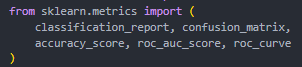 from sklearn.metrics import (
    classification_report, confusion_matrix,
    accuracy_score, roc_auc_score, roc_curve
)